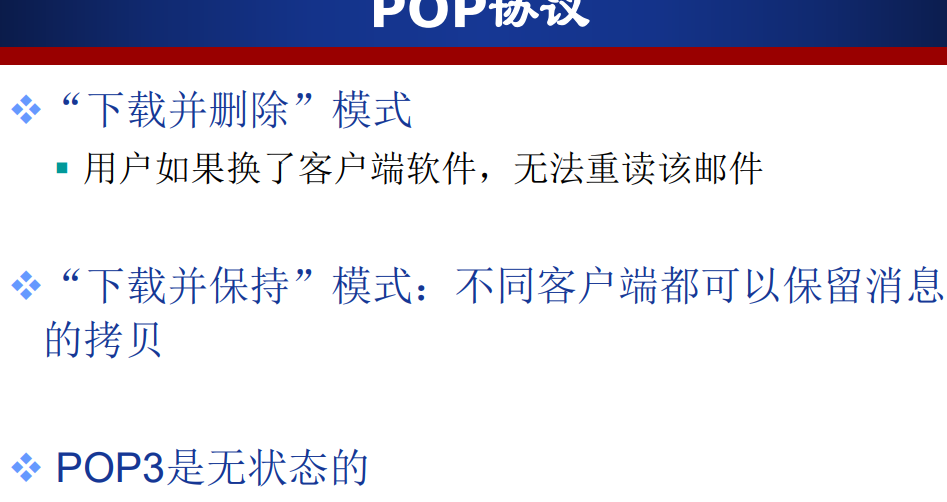 POP协议
“下载并删除”模式
用户如果换了客户端软件，无法重读该邮件
“下载并保持”模式：不同客户端都可以保留消息
的拷贝
POP3是无状态的